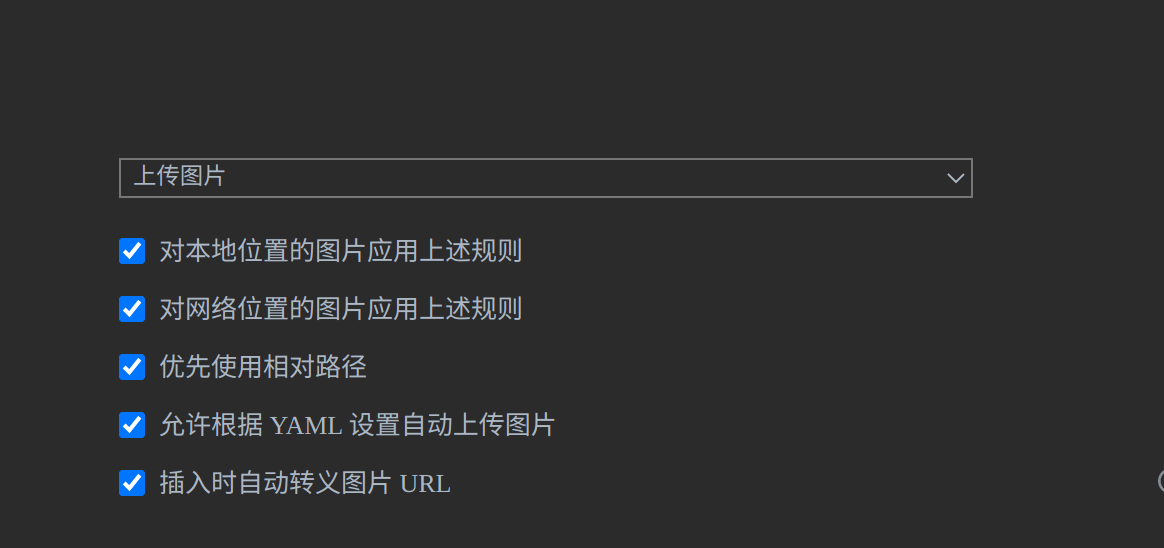 上传图片
对本地位置的图片应用上述规则
对网络位置的图片应用上述规则
优先使用相对路径
允许根据 YAML 设置自动上传图片
插入时自动转义图片 URL